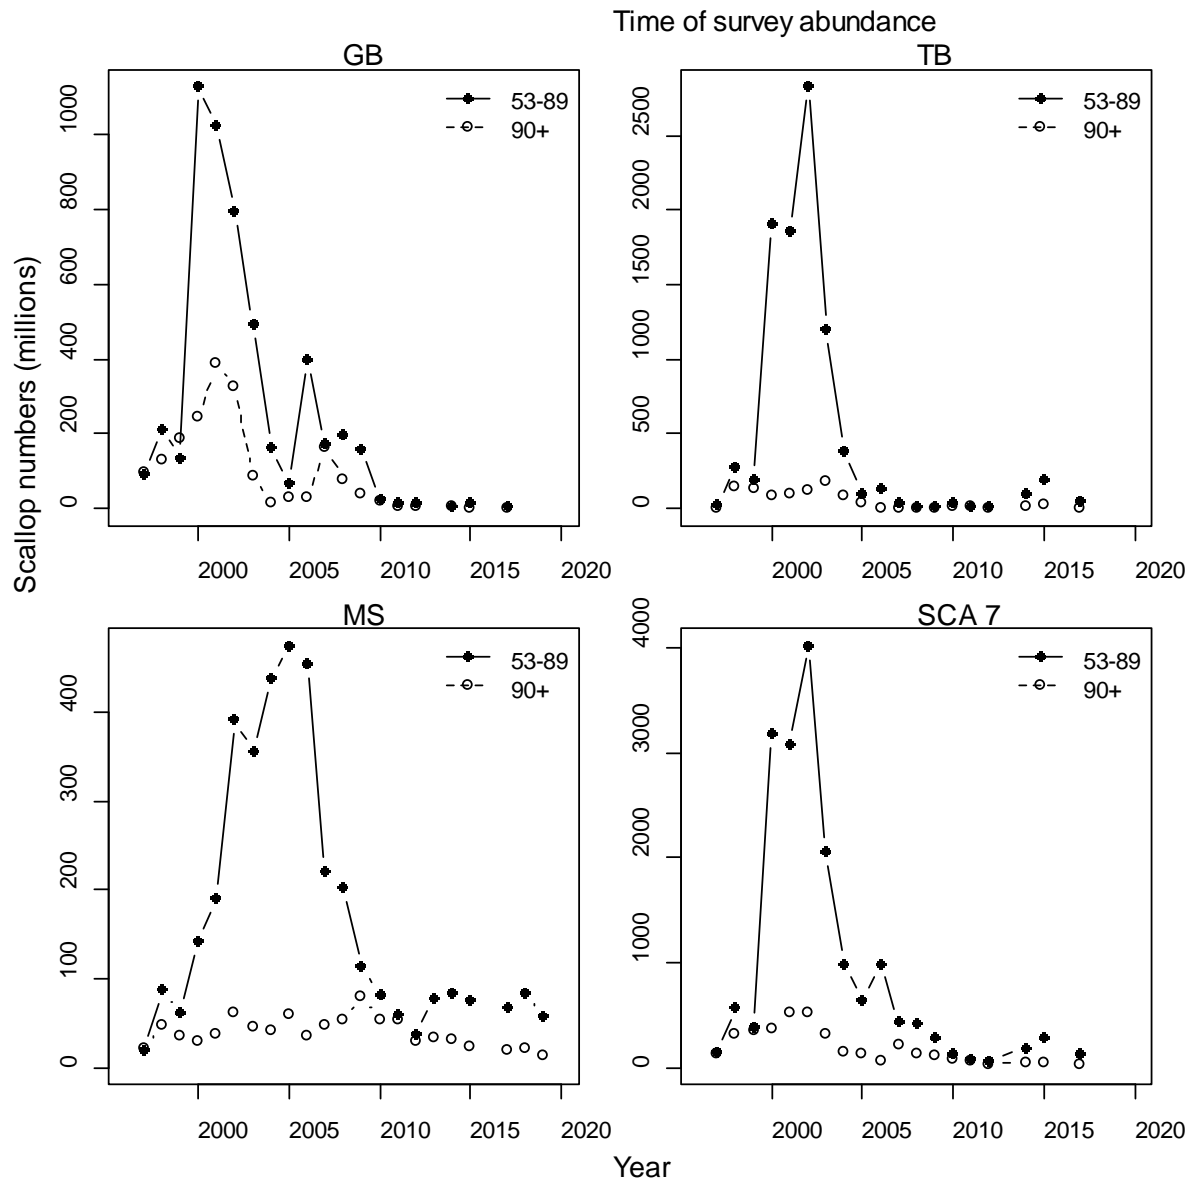 Time of survey abundance
GB
53-89
90+
0 200 400 600 800 1000
2000 2005 2010 2015 2020
TB
53-89
90+
0 500 1000 1500 2000 2500
2000 2005 2010 2015 2020
Scallop numbers (millions)
MS
53-89
90+
0 100 200 300 400
2000 2005 2010 2015 2020
SCA 7
53-89
90+
0 1000 2000 3000 4000
2000 2005 2010 2015 2020
Year